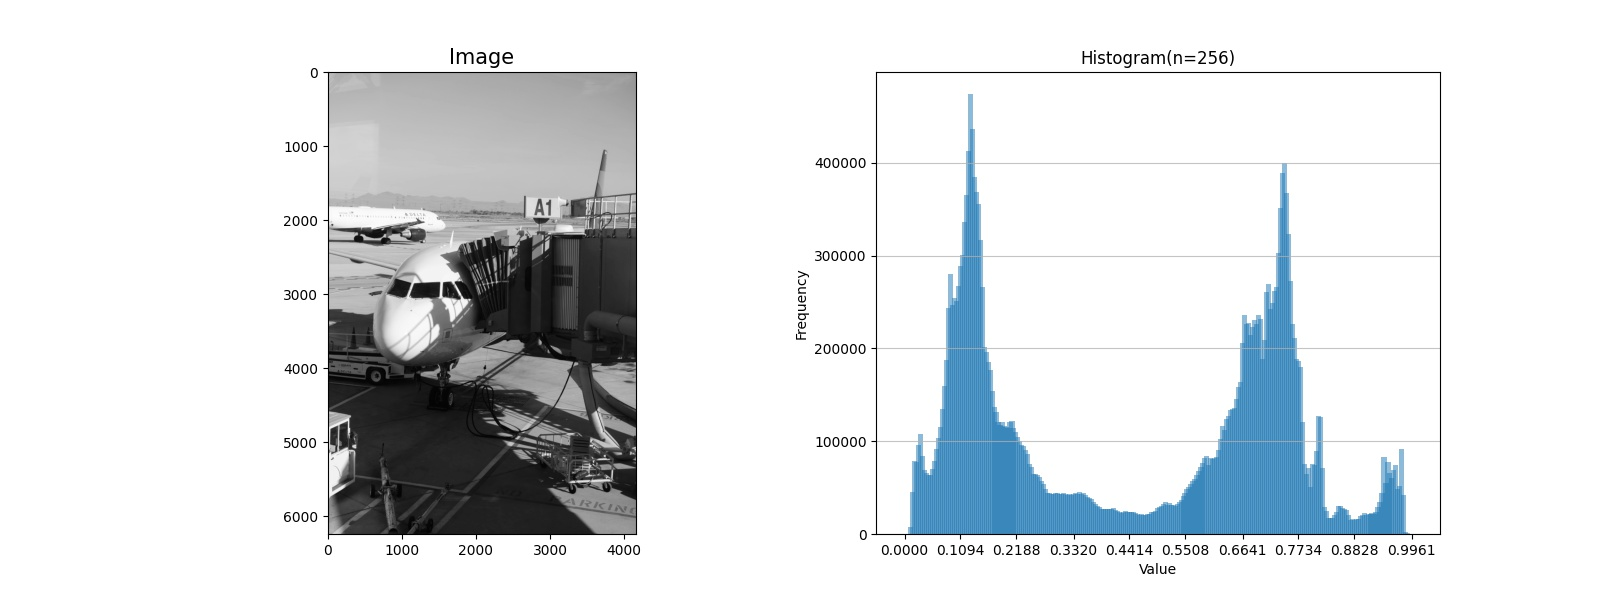 Image
0
1000
2000
3000
4000
5000
6000
0 1000 2000 3000 4000
A1
DELTA
PARKING
Histogram(n=256)
Frequency
400000
300000
200000
100000
0
0.0000 0.1094 0.2188 0.3320 0.4414 0.5508 0.6641 0.7734 0.8828 0.9961
Value